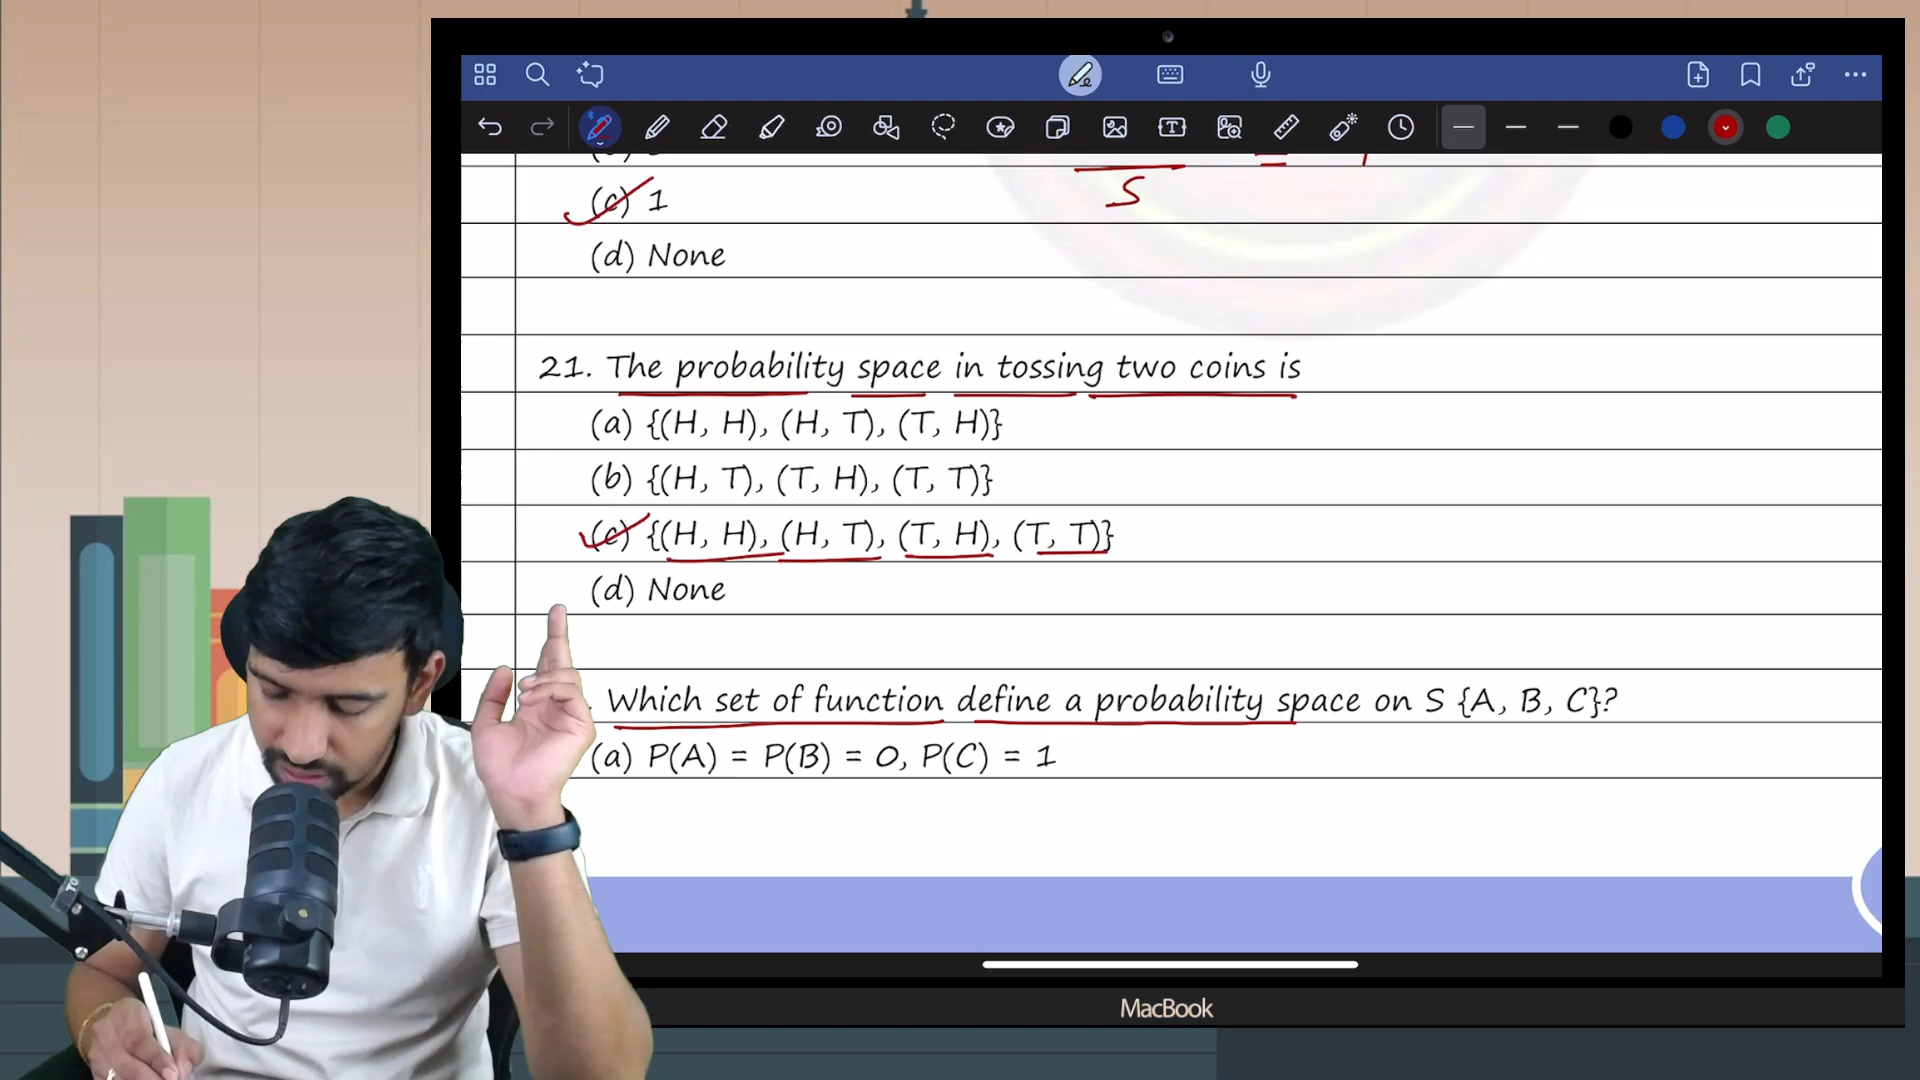 (c) 1
S
(d) None
21. The probability space in tossing two coins is
(a) {(H, H), (H, T), (T, H)}
(b) {(H, T), (T, H), (T, T)}
(c) {(H, H), (H, T), (T, H), (T, T)}
(d) None
. Which set of function define a probability space on S {A, B, C}?
(a) P(A) = P(B) = 0, P(C) = 1
MacBook